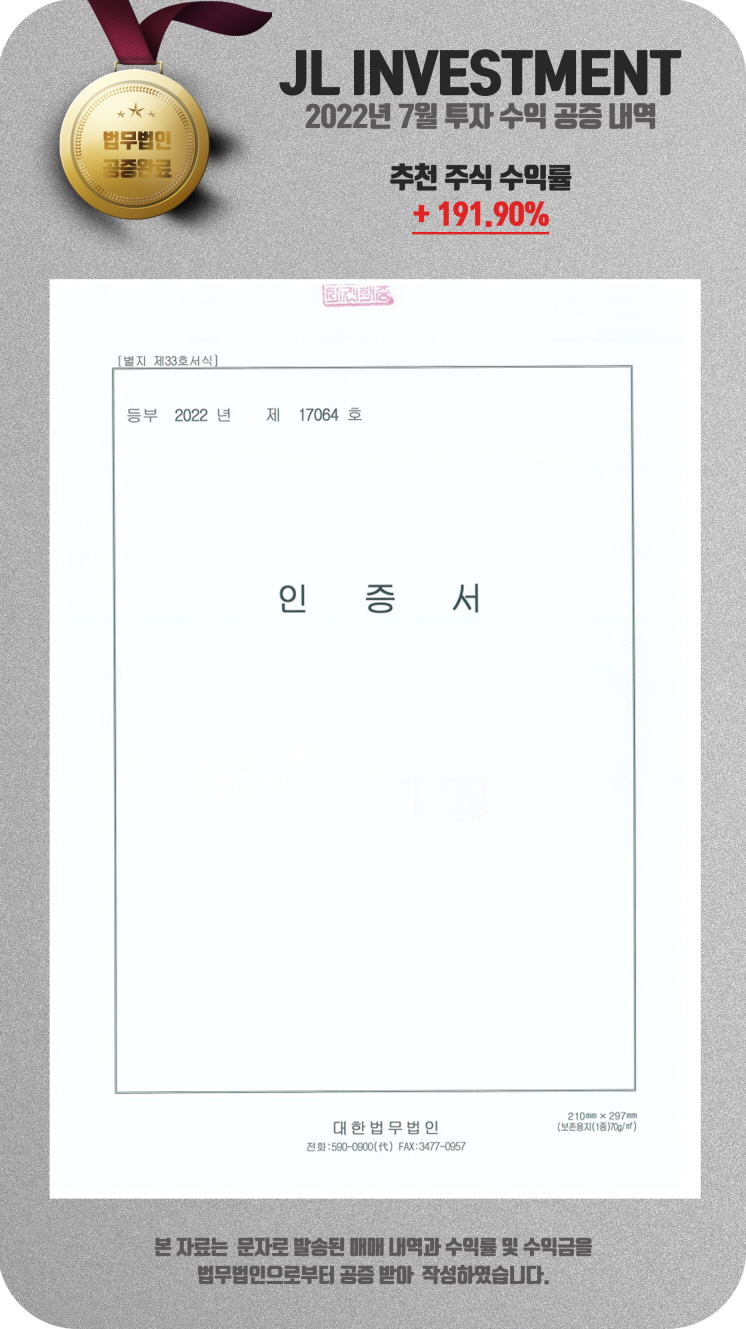 JL INVESTMENT
2022년 7월 투자 수익 공증 내역
법무법인
공증완료
추천 주식 수익률
+ 191.90%
[별지 제33호서식]
등부 2022 년 제 17064 호
인 증 서
210mm × 297mm
(보존용지(1종)70g/㎡)
대한법무법인
전화:590-0900(代) FAX:3477-0957
본 자료는 문자로 발송된 매매 내역과 수익률 및 수익금을
법무법인으로부터 공증 받아 작성하였습니다.